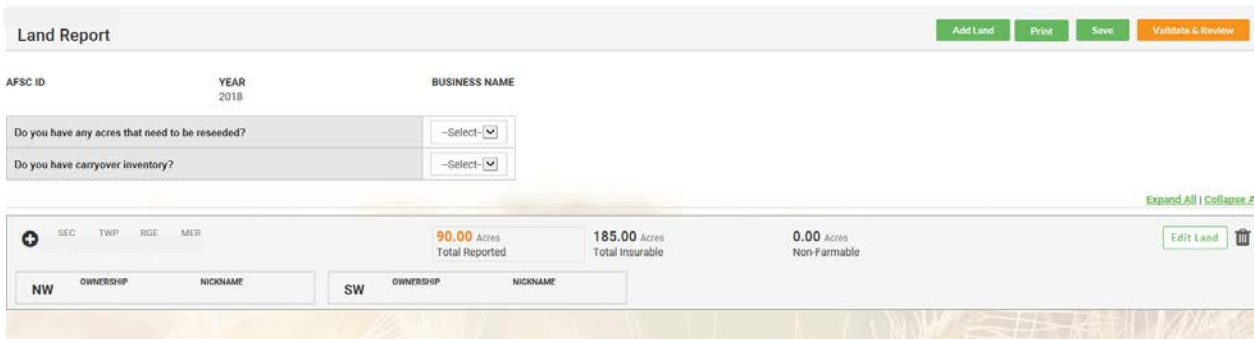 Land Report
Add Land Print Save Validate & Review
AFSC ID YEAR BUSINESS NAME
2018
Do you have any acres that need to be reseeded? --Select--
Do you have carryover inventory? --Select--
Expand All | Collapse A
SEC TWP RGE MER 90.00 Acres 185.00 Acres 0.00 Acres Edit Land
Total Reported Total Insurable Non-Farmable
NW OWNERSHIP NICKNAME SW OWNERSHIP NICKNAME